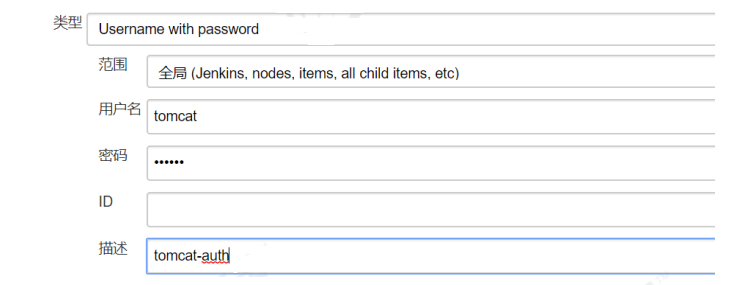 类型 Username with password
范围 全局 (Jenkins, nodes, items, all child items, etc)
用户名 tomcat
密码 ••••••
ID
描述 tomcat-auth